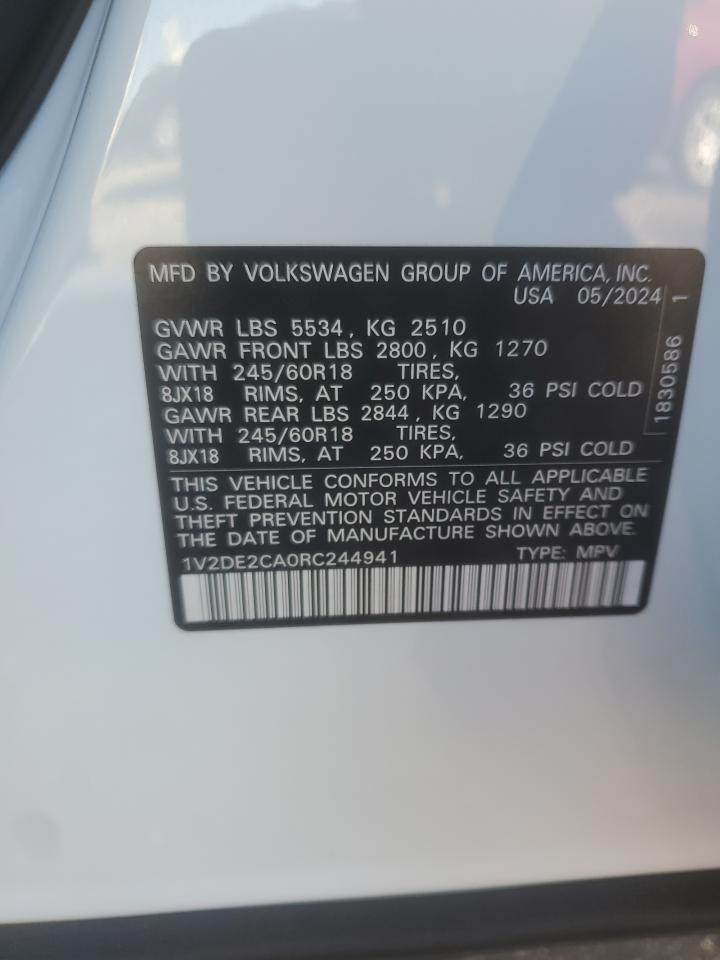 MFD BY VOLKSWAGEN GROUP OF AMERICA, INC.
USA 05/2024
GVWR LBS 5534, KG 2510
GAWR FRONT LBS 2800, KG 1270
WITH 245/60R18 TIRES,
8JX18 RIMS, AT 250 KPA, 36 PSI COLD
GAWR REAR LBS 2844, KG 1290
WITH 245/60R18 TIRES,
8JX18 RIMS, AT 250 KPA, 36 PSI COLD
1830586 1
THIS VEHICLE CONFORMS TO ALL APPLICABLE
U.S. FEDERAL MOTOR VEHICLE SAFETY AND
THEFT PREVENTION STANDARDS IN EFFECT ON
THE DATE OF MANUFACTURE SHOWN ABOVE.
1V2DE2CA0RC244941 TYPE: MPV